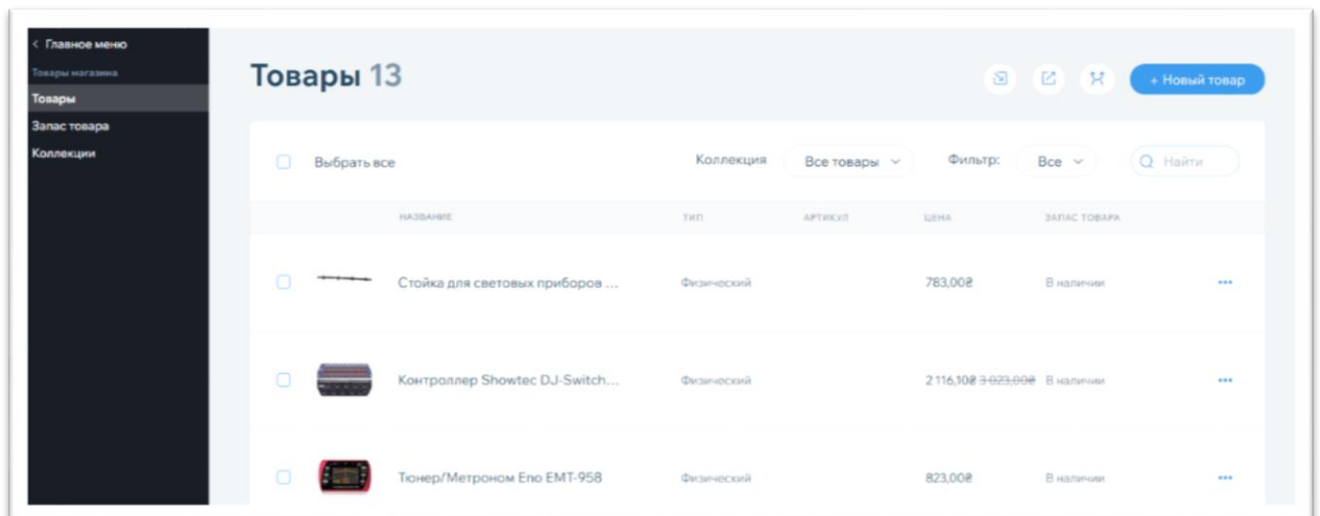 < Главное меню
Товары магазина
Товары
Запас товара
Коллекции
Товары 13
+ Новый товар
Выбрать все
Коллекция
Все товары
Фильтр:
Все
Найти
НАЗВАНИЕ ТИП АРТИКУЛ ЦЕНА ЗАПАС ТОВАРА
Стойка для световых приборов ... Физический 783,00₴ В наличии
Контроллер Showtec DJ-Switch... Физический 2 116,10₴ 3 023,00₴ В наличии
Тюнер/Метроном Eno EMT-958 Физический 823,00₴ В наличии